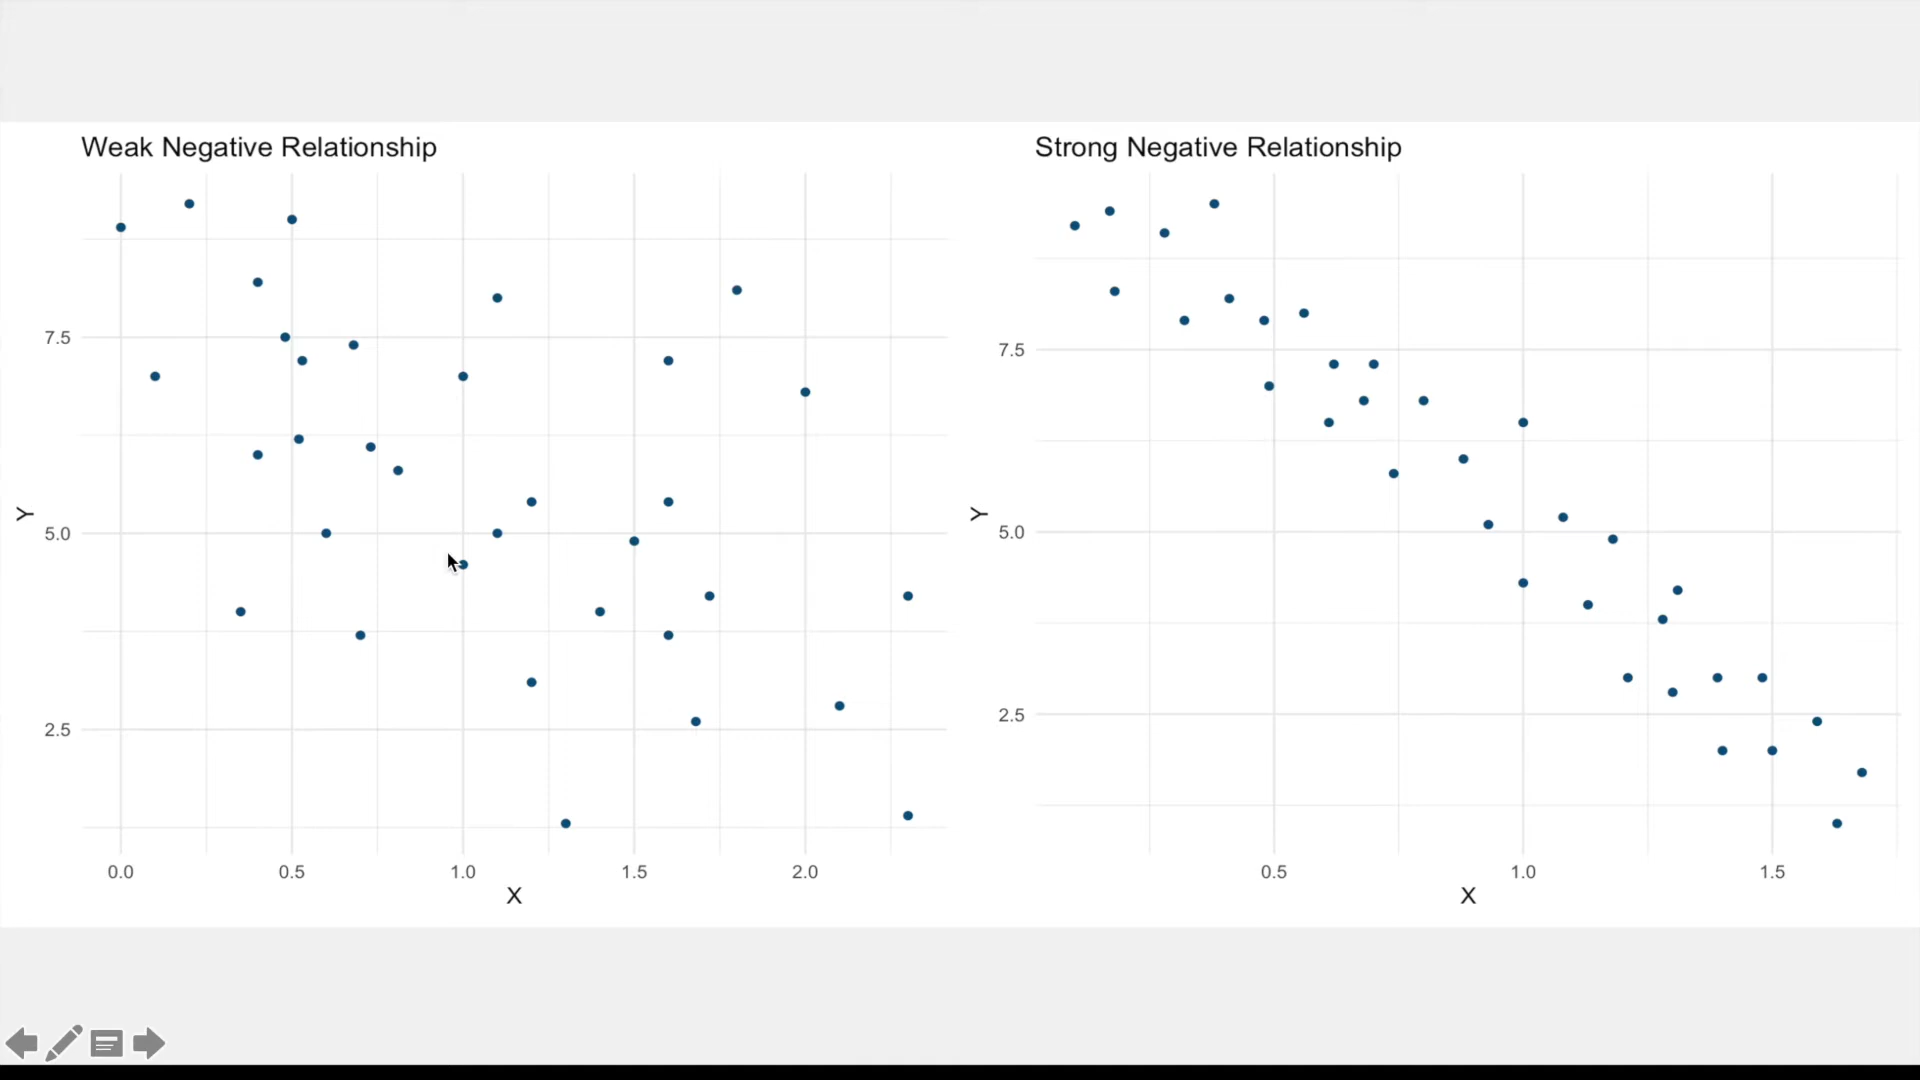 Weak Negative Relationship
7.5
5.0
2.5
Y
0.0 0.5 1.0 1.5 2.0
X
Strong Negative Relationship
7.5
5.0
2.5
Y
0.5 1.0 1.5
X